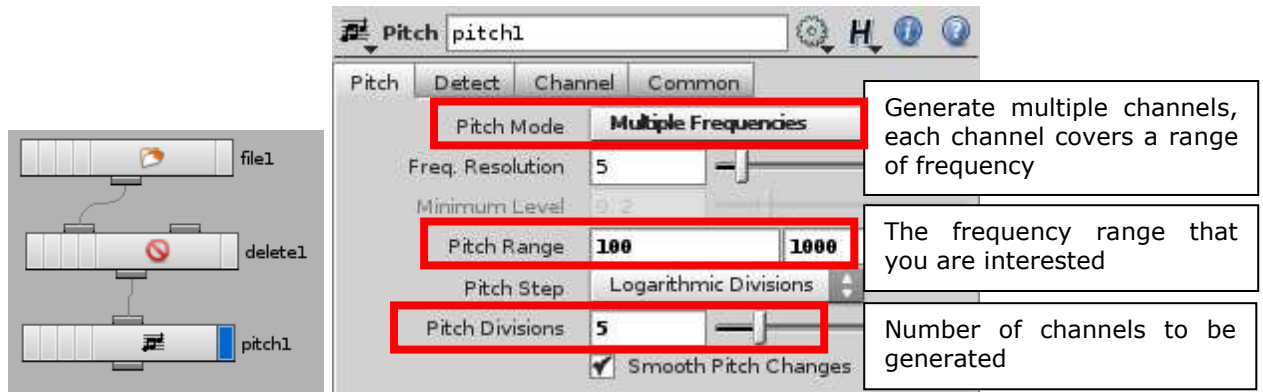 file1
delete1
pitch1
Pitch pitch1
Pitch Detect Channel Common
Pitch Mode Multiple Frequencies
Freq. Resolution 5
Minimum Level 0.2
Pitch Range 100 1000
Pitch Step Logarithmic Divisions
Pitch Divisions 5
Smooth Pitch Changes
Generate multiple channels,
each channel covers a range
of frequency
The frequency range that
you are interested
Number of channels to be
generated